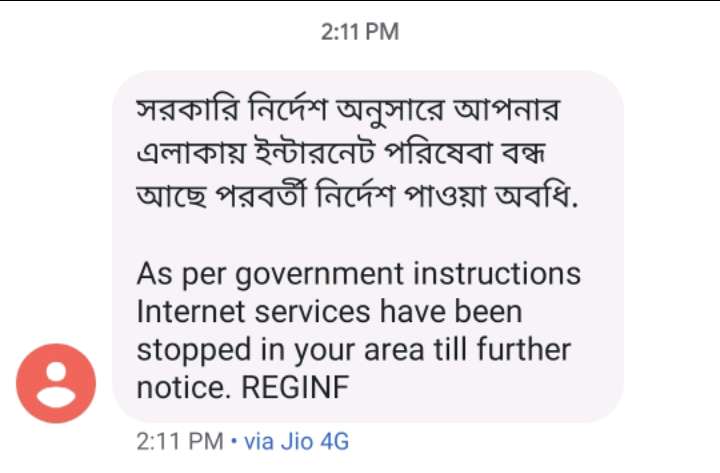 2:11 PM
সরকারি নির্দেশ অনুসারে আপনার
এলাকায় ইন্টারনেট পরিষেবা বন্ধ
আছে পরবর্তী নির্দেশ পাওয়া অবধি.
As per government instructions
Internet services have been
stopped in your area till further
notice. REGINF
2:11 PM • via Jio 4G